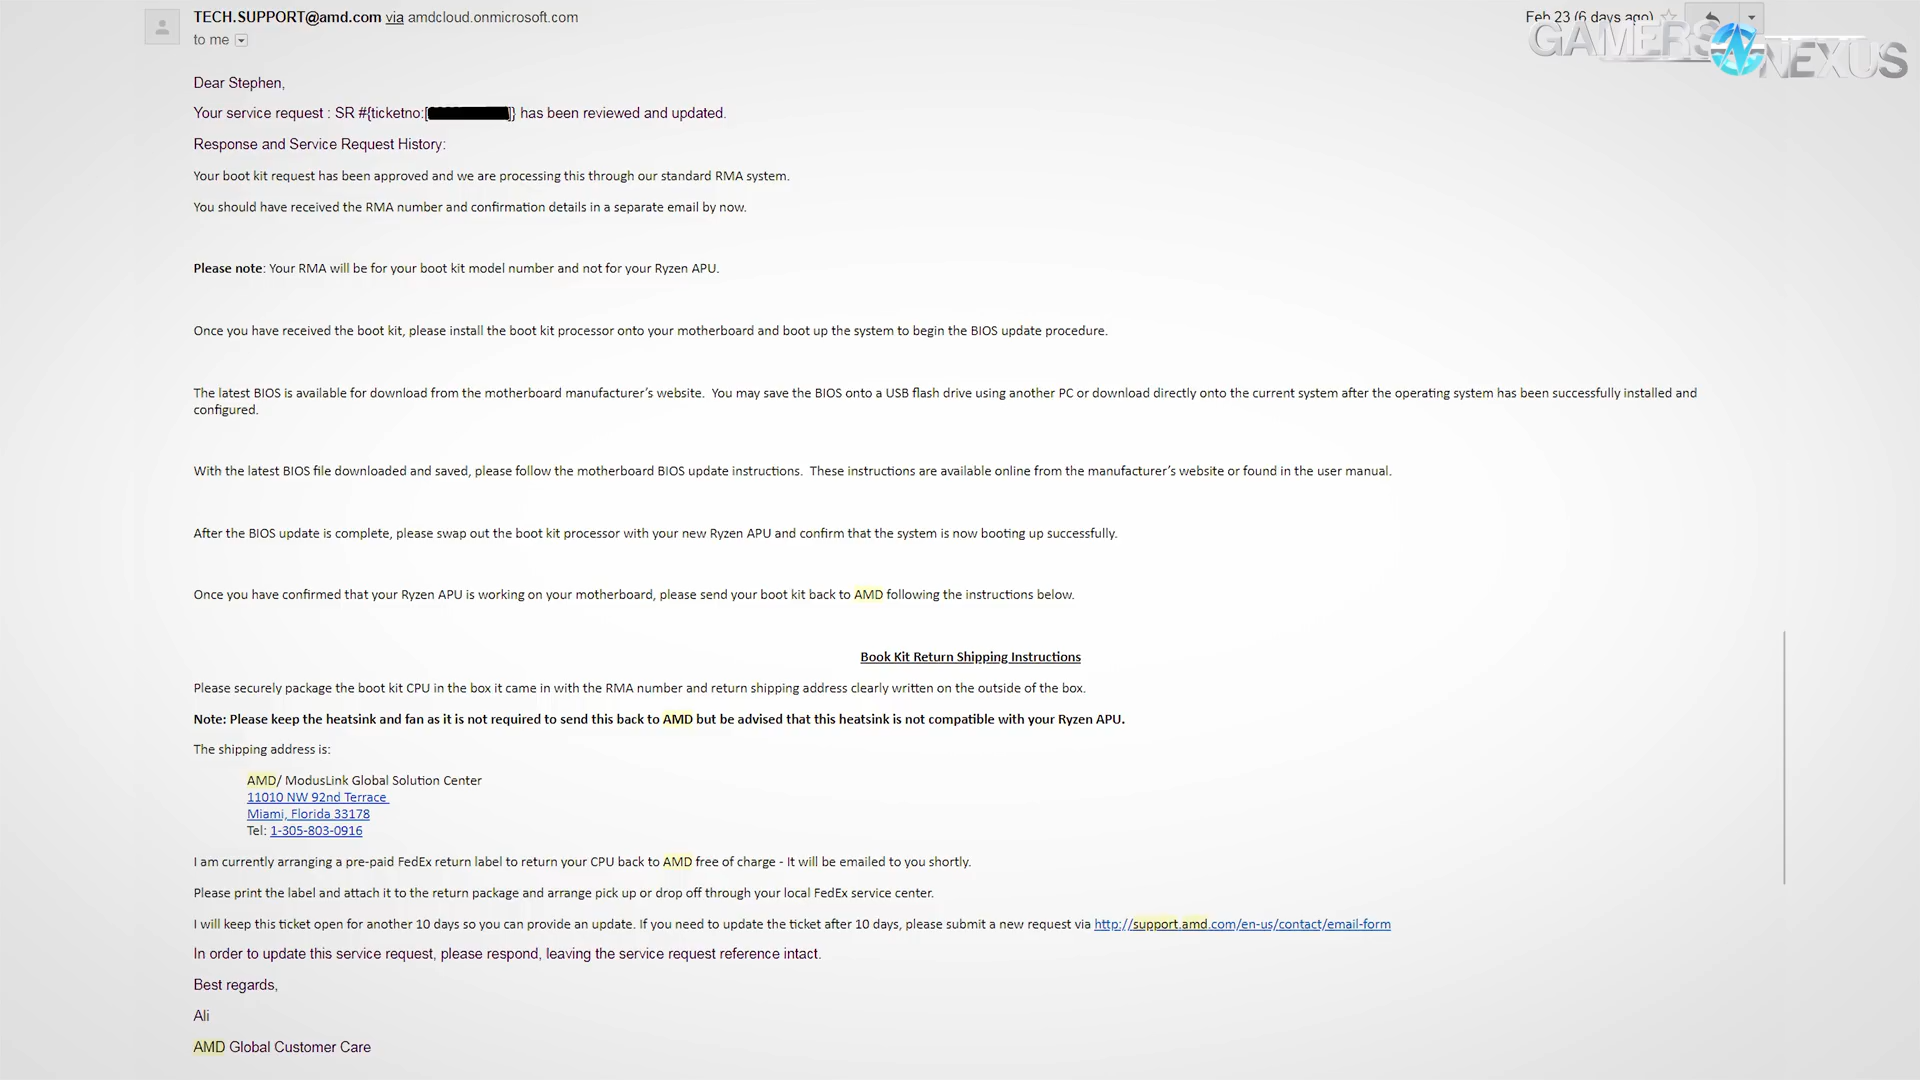 TECH.SUPPORT@amd.com via amdcloud.onmicrosoft.com
Feb 23 (6 days ago)
to me
GAMERS NEXUS
Dear Stephen,
Your service request : SR #{ticketno:[ ]} has been reviewed and updated.
Response and Service Request History:
Your boot kit request has been approved and we are processing this through our standard RMA system.
You should have received the RMA number and confirmation details in a separate email by now.
Please note: Your RMA will be for your boot kit model number and not for your Ryzen APU.
Once you have received the boot kit, please install the boot kit processor onto your motherboard and boot up the system to begin the BIOS update procedure.
The latest BIOS is available for download from the motherboard manufacturer’s website.  You may save the BIOS onto a USB flash drive using another PC or download directly onto the current system after the operating system has been successfully installed and
configured.
With the latest BIOS file downloaded and saved, please follow the motherboard BIOS update instructions.  These instructions are available online from the manufacturer’s website or found in the user manual.
After the BIOS update is complete, please swap out the boot kit processor with your new Ryzen APU and confirm that the system is now booting up successfully.
Once you have confirmed that your Ryzen APU is working on your motherboard, please send your boot kit back to AMD following the instructions below.
Book Kit Return Shipping Instructions
Please securely package the boot kit CPU in the box it came in with the RMA number and return shipping address clearly written on the outside of the box.
Note: Please keep the heatsink and fan as it is not required to send this back to AMD but be advised that this heatsink is not compatible with your Ryzen APU.
The shipping address is:
AMD/ ModusLink Global Solution Center
11010 NW 92nd Terrace
Miami, Florida 33178
Tel: 1-305-803-0916
I am currently arranging a pre-paid FedEx return label to return your CPU back to AMD free of charge - It will be emailed to you shortly.
Please print the label and attach it to the return package and arrange pick up or drop off through your local FedEx service center.
I will keep this ticket open for another 10 days so you can provide an update. If you need to update the ticket after 10 days, please submit a new request via http://support.amd.com/en-us/contact/email-form
In order to update this service request, please respond, leaving the service request reference intact.
Best regards,
Ali
AMD Global Customer Care